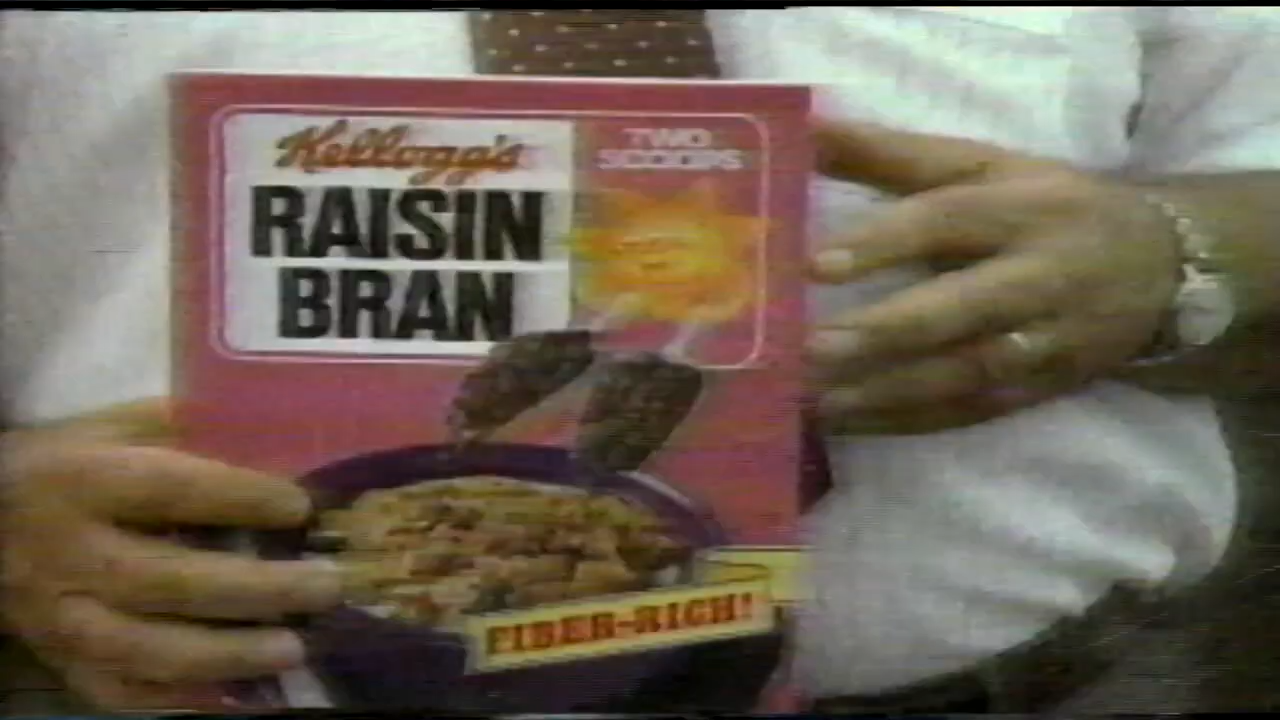 Kellogg's
RAISIN
BRAN
TWO
SCOOPS
FIBER-RICH!